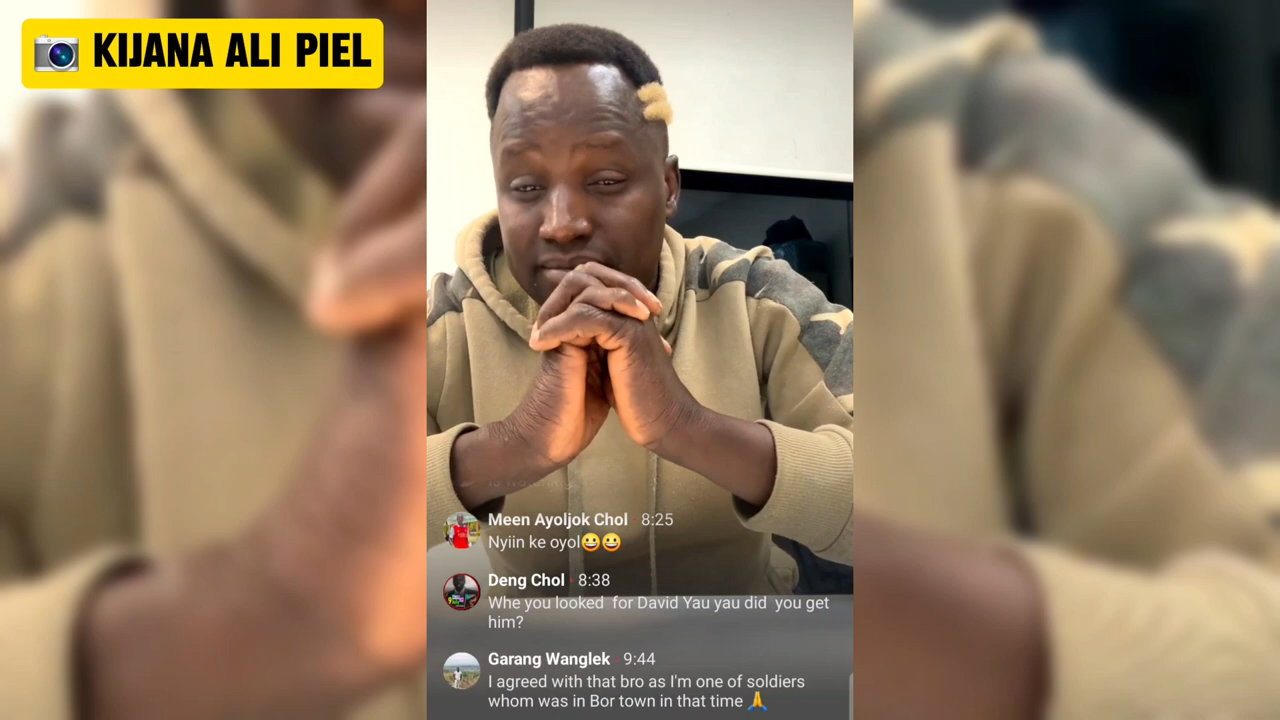 📷 KIJANA ALI PIEL
is watching
Meen Ayoljok Chol · 8:25
Nyiin ke oyol😀😀
Deng Chol · 8:38
Whe you looked for David Yau yau did you get
him?
Garang Wanglek · 9:44
I agreed with that bro as I'm one of soldiers
whom was in Bor town in that time 🙏